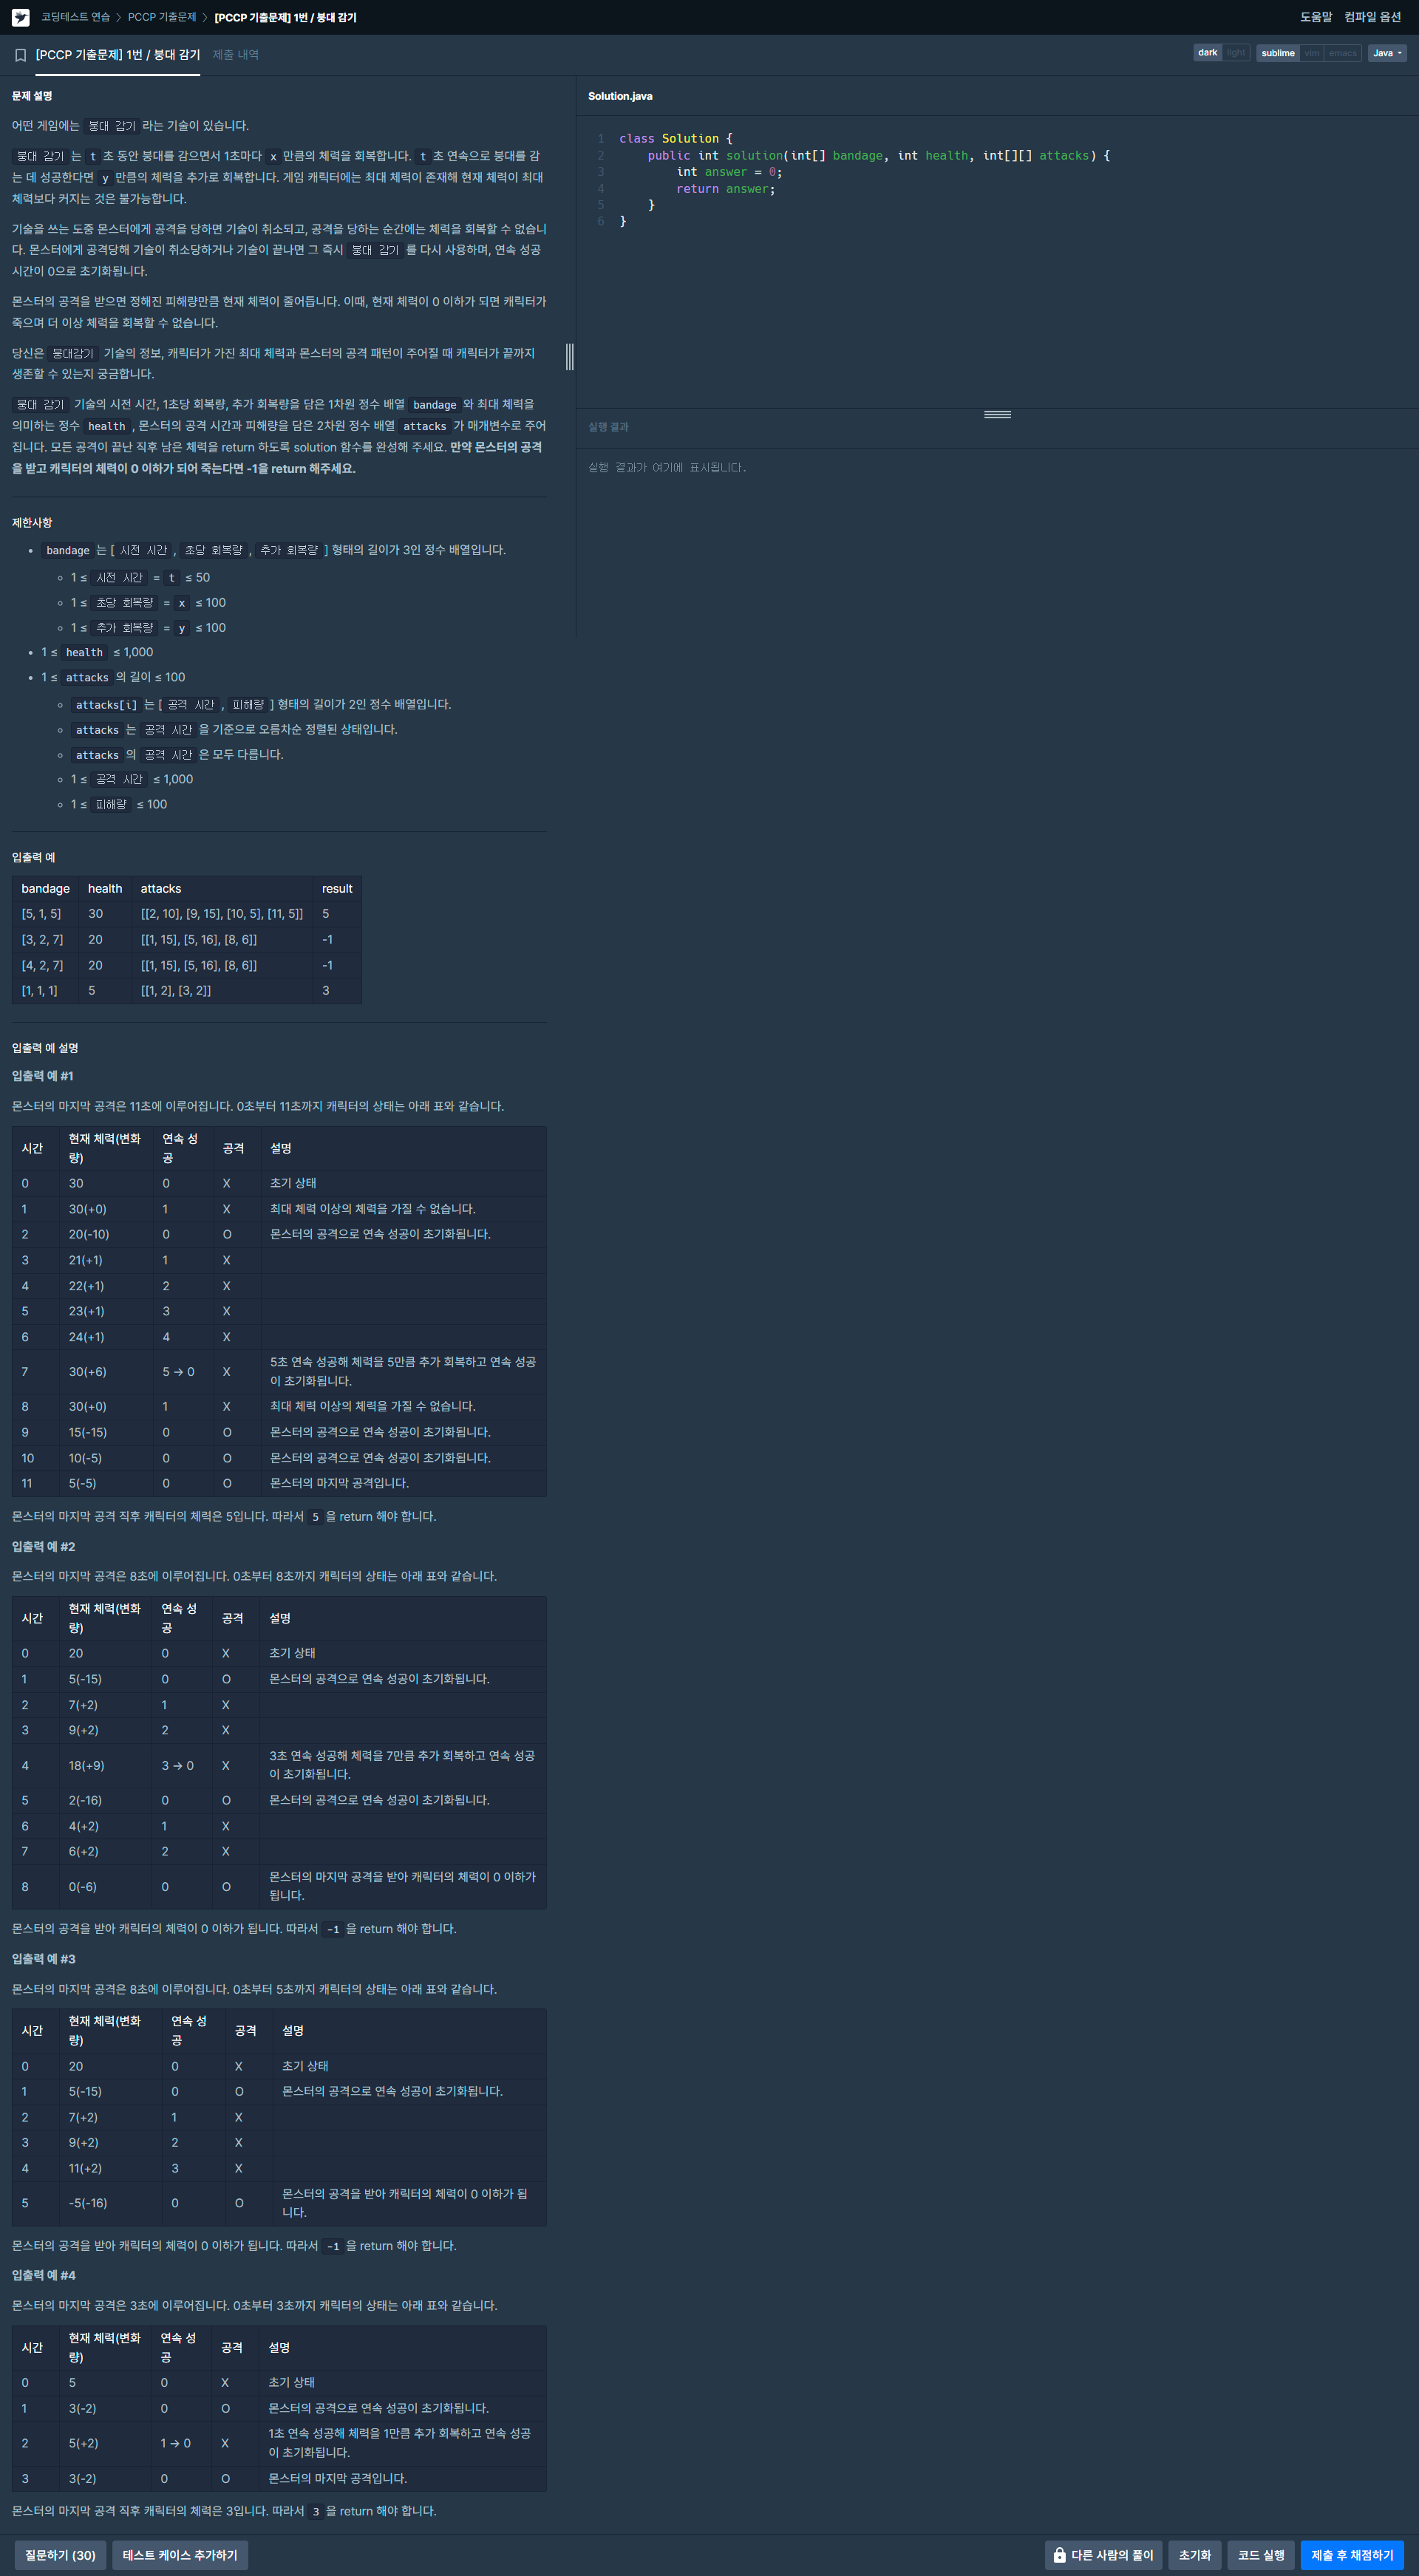 코딩테스트 연습 > PCCP 기출문제 > [PCCP 기출문제] 1번 / 붕대 감기 도움말 컴파일 옵션
[PCCP 기출문제] 1번 / 붕대 감기 제출 내역 dark light sublime vim emacs Java
문제 설명
어떤 게임에는 붕대 감기 라는 기술이 있습니다.
붕대 감기 는 t 초 동안 붕대를 감으면서 1초마다 x 만큼의 체력을 회복합니다. t 초 연속으로 붕대를 감
는 데 성공한다면 y 만큼의 체력을 추가로 회복합니다. 게임 캐릭터에는 최대 체력이 존재해 현재 체력이 최대
체력보다 커지는 것은 불가능합니다.
기술을 쓰는 도중 몬스터에게 공격을 당하면 기술이 취소되고, 공격을 당하는 순간에는 체력을 회복할 수 없습니
다. 몬스터에게 공격당해 기술이 취소당하거나 기술이 끝나면 그 즉시 붕대 감기 를 다시 사용하며, 연속 성공
시간이 0으로 초기화됩니다.
몬스터의 공격을 받으면 정해진 피해량만큼 현재 체력이 줄어듭니다. 이때, 현재 체력이 0 이하가 되면 캐릭터가
죽으며 더 이상 체력을 회복할 수 없습니다.
당신은 붕대감기 기술의 정보, 캐릭터가 가진 최대 체력과 몬스터의 공격 패턴이 주어질 때 캐릭터가 끝까지
생존할 수 있는지 궁금합니다.
붕대 감기 기술의 시전 시간, 1초당 회복량, 추가 회복량을 담은 1차원 정수 배열 bandage 와 최대 체력을
의미하는 정수 health , 몬스터의 공격 시간과 피해량을 담은 2차원 정수 배열 attacks 가 매개변수로 주어
집니다. 모든 공격이 끝난 직후 남은 체력을 return 하도록 solution 함수를 완성해 주세요. 만약 몬스터의 공격
을 받고 캐릭터의 체력이 0 이하가 되어 죽는다면 -1을 return 해주세요.
제한사항
• bandage 는 [ 시전 시간 , 초당 회복량 , 추가 회복량 ] 형태의 길이가 3인 정수 배열입니다.
◦ 1 ≤ 시전 시간 = t ≤ 50
◦ 1 ≤ 초당 회복량 = x ≤ 100
◦ 1 ≤ 추가 회복량 = y ≤ 100
• 1 ≤ health ≤ 1,000
• 1 ≤ attacks 의 길이 ≤ 100
◦ attacks[i] 는 [ 공격 시간 , 피해량 ] 형태의 길이가 2인 정수 배열입니다.
◦ attacks 는 공격 시간 을 기준으로 오름차순 정렬된 상태입니다.
◦ attacks 의 공격 시간 은 모두 다릅니다.
◦ 1 ≤ 공격 시간 ≤ 1,000
◦ 1 ≤ 피해량 ≤ 100
입출력 예
bandage health attacks result
[5, 1, 5] 30 [[2, 10], [9, 15], [10, 5], [11, 5]] 5
[3, 2, 7] 20 [[1, 15], [5, 16], [8, 6]] -1
[4, 2, 7] 20 [[1, 15], [5, 16], [8, 6]] -1
[1, 1, 1] 5 [[1, 2], [3, 2]] 3
입출력 예 설명
입출력 예 #1
몬스터의 마지막 공격은 11초에 이루어집니다. 0초부터 11초까지 캐릭터의 상태는 아래 표와 같습니다.
시간 현재 체력(변화량) 연속 성공 공격 설명
0 30 0 X 초기 상태
1 30(+0) 1 X 최대 체력 이상의 체력을 가질 수 없습니다.
2 20(-10) 0 O 몬스터의 공격으로 연속 성공이 초기화됩니다.
3 21(+1) 1 X
4 22(+1) 2 X
5 23(+1) 3 X
6 24(+1) 4 X
7 30(+6) 5 → 0 X 5초 연속 성공해 체력을 5만큼 추가 회복하고 연속 성공이 초기화됩니다.
8 30(+0) 1 X 최대 체력 이상의 체력을 가질 수 없습니다.
9 15(-15) 0 O 몬스터의 공격으로 연속 성공이 초기화됩니다.
10 10(-5) 0 O 몬스터의 공격으로 연속 성공이 초기화됩니다.
11 5(-5) 0 O 몬스터의 마지막 공격입니다.
몬스터의 마지막 공격 직후 캐릭터의 체력은 5입니다. 따라서 5 을 return 해야 합니다.
입출력 예 #2
몬스터의 마지막 공격은 8초에 이루어집니다. 0초부터 8초까지 캐릭터의 상태는 아래 표와 같습니다.
시간 현재 체력(변화량) 연속 성공 공격 설명
0 20 0 X 초기 상태
1 5(-15) 0 O 몬스터의 공격으로 연속 성공이 초기화됩니다.
2 7(+2) 1 X
3 9(+2) 2 X
4 18(+9) 3 → 0 X 3초 연속 성공해 체력을 7만큼 추가 회복하고 연속 성공이 초기화됩니다.
5 2(-16) 0 O 몬스터의 공격으로 연속 성공이 초기화됩니다.
6 4(+2) 1 X
7 6(+2) 2 X
8 0(-6) 0 O 몬스터의 마지막 공격을 받아 캐릭터의 체력이 0 이하가 됩니다.
몬스터의 공격을 받아 캐릭터의 체력이 0 이하가 됩니다. 따라서 -1 을 return 해야 합니다.
입출력 예 #3
몬스터의 마지막 공격은 8초에 이루어집니다. 0초부터 5초까지 캐릭터의 상태는 아래 표와 같습니다.
시간 현재 체력(변화량) 연속 성공 공격 설명
0 20 0 X 초기 상태
1 5(-15) 0 O 몬스터의 공격으로 연속 성공이 초기화됩니다.
2 7(+2) 1 X
3 9(+2) 2 X
4 11(+2) 3 X
5 -5(-16) 0 O 몬스터의 공격을 받아 캐릭터의 체력이 0 이하가 됩니다.
몬스터의 공격을 받아 캐릭터의 체력이 0 이하가 됩니다. 따라서 -1 을 return 해야 합니다.
입출력 예 #4
몬스터의 마지막 공격은 3초에 이루어집니다. 0초부터 3초까지 캐릭터의 상태는 아래 표와 같습니다.
시간 현재 체력(변화량) 연속 성공 공격 설명
0 5 0 X 초기 상태
1 3(-2) 0 O 몬스터의 공격으로 연속 성공이 초기화됩니다.
2 5(+2) 1 → 0 X 1초 연속 성공해 체력을 1만큼 추가 회복하고 연속 성공이 초기화됩니다.
3 3(-2) 0 O 몬스터의 마지막 공격입니다.
몬스터의 마지막 공격 직후 캐릭터의 체력은 3입니다. 따라서 3 을 return 해야 합니다.
Solution.java
1 class Solution {
2 public int solution(int[] bandage, int health, int[][] attacks) {
3 int answer = 0;
4 return answer;
5 }
6 }
실행 결과
실행 결과가 여기에 표시됩니다.
질문하기 (30) 테스트 케이스 추가하기 다른 사람의 풀이 초기화 코드 실행 제출 후 채점하기